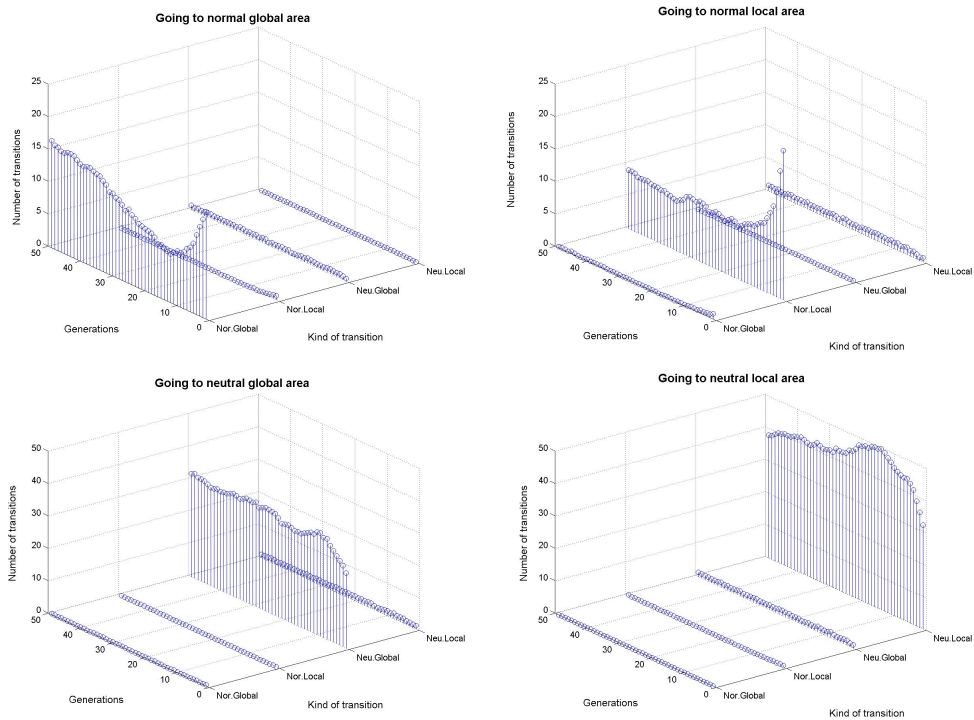 Going to normal global area
25
20
15
10
5
0
Number of transitions
50
40
30
20
10
0
Generations
Nor.Global
Nor.Local
Neu.Global
Neu.Local
Kind of transition
Going to normal local area
25
20
15
10
5
0
Number of transitions
50
40
30
20
10
0
Generations
Nor.Global
Nor.Local
Neu.Global
Neu.Local
Kind of transition
Going to neutral global area
50
40
30
20
10
0
Number of transitions
50
40
30
20
10
0
Generations
Nor.Global
Nor.Local
Neu.Global
Neu.Local
Kind of transition
Going to neutral local area
50
40
30
20
10
0
Number of transitions
50
40
30
20
10
0
Generations
Nor.Global
Nor.Local
Neu.Global
Neu.Local
Kind of transition